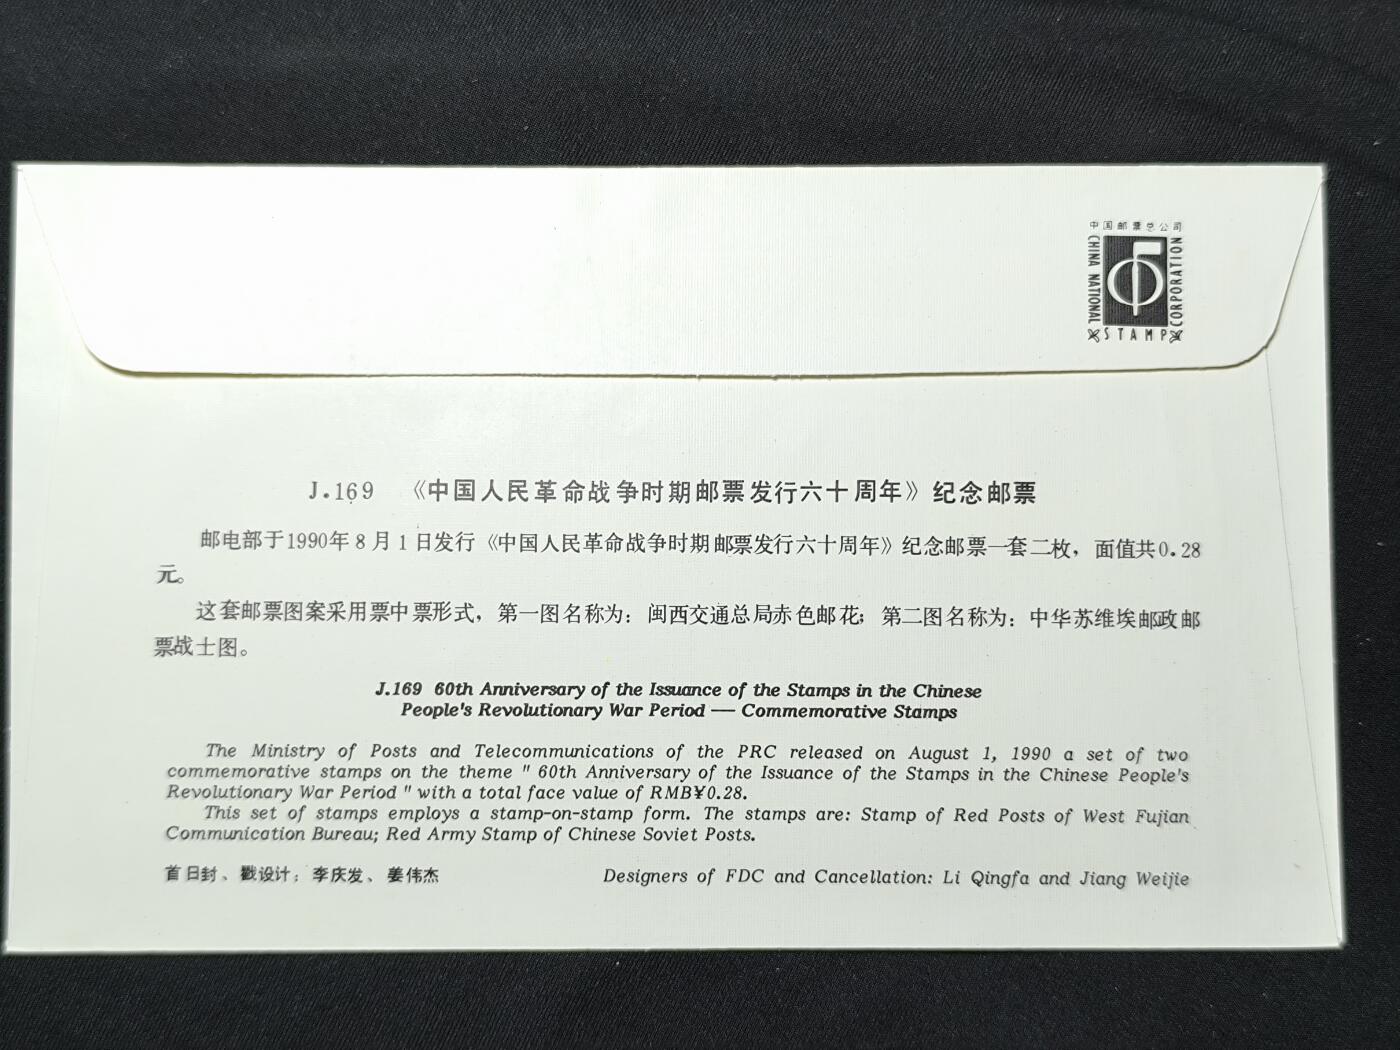 中国邮票总公司
CHINA NATIONAL
STAMP
CORPORATION
J.169 《中国人民革命战争时期邮票发行六十周年》纪念邮票
邮电部于1990年8月1日发行《中国人民革命战争时期邮票发行六十周年》纪念邮票一套二枚，面值共0.28
元。
这套邮票图案采用票中票形式，第一图名称为：闽西交通总局赤色邮花；第二图名称为：中华苏维埃邮政邮
票战士图。
J.169 60th Anniversary of the Issuance of the Stamps in the Chinese
People's Revolutionary War Period — Commemorative Stamps
The Ministry of Posts and Telecommunications of the PRC released on August 1, 1990 a set of two
commemorative stamps on the theme " 60th Anniversary of the Issuance of the Stamps in the Chinese People's
Revolutionary War Period " with a total face value of RMB¥0.28.
This set of stamps employs a stamp-on-stamp form. The stamps are: Stamp of Red Posts of West Fujian
Communication Bureau; Red Army Stamp of Chinese Soviet Posts.
首日封、戳设计：李庆发、姜伟杰
Designers of FDC and Cancellation: Li Qingfa and Jiang Weijie